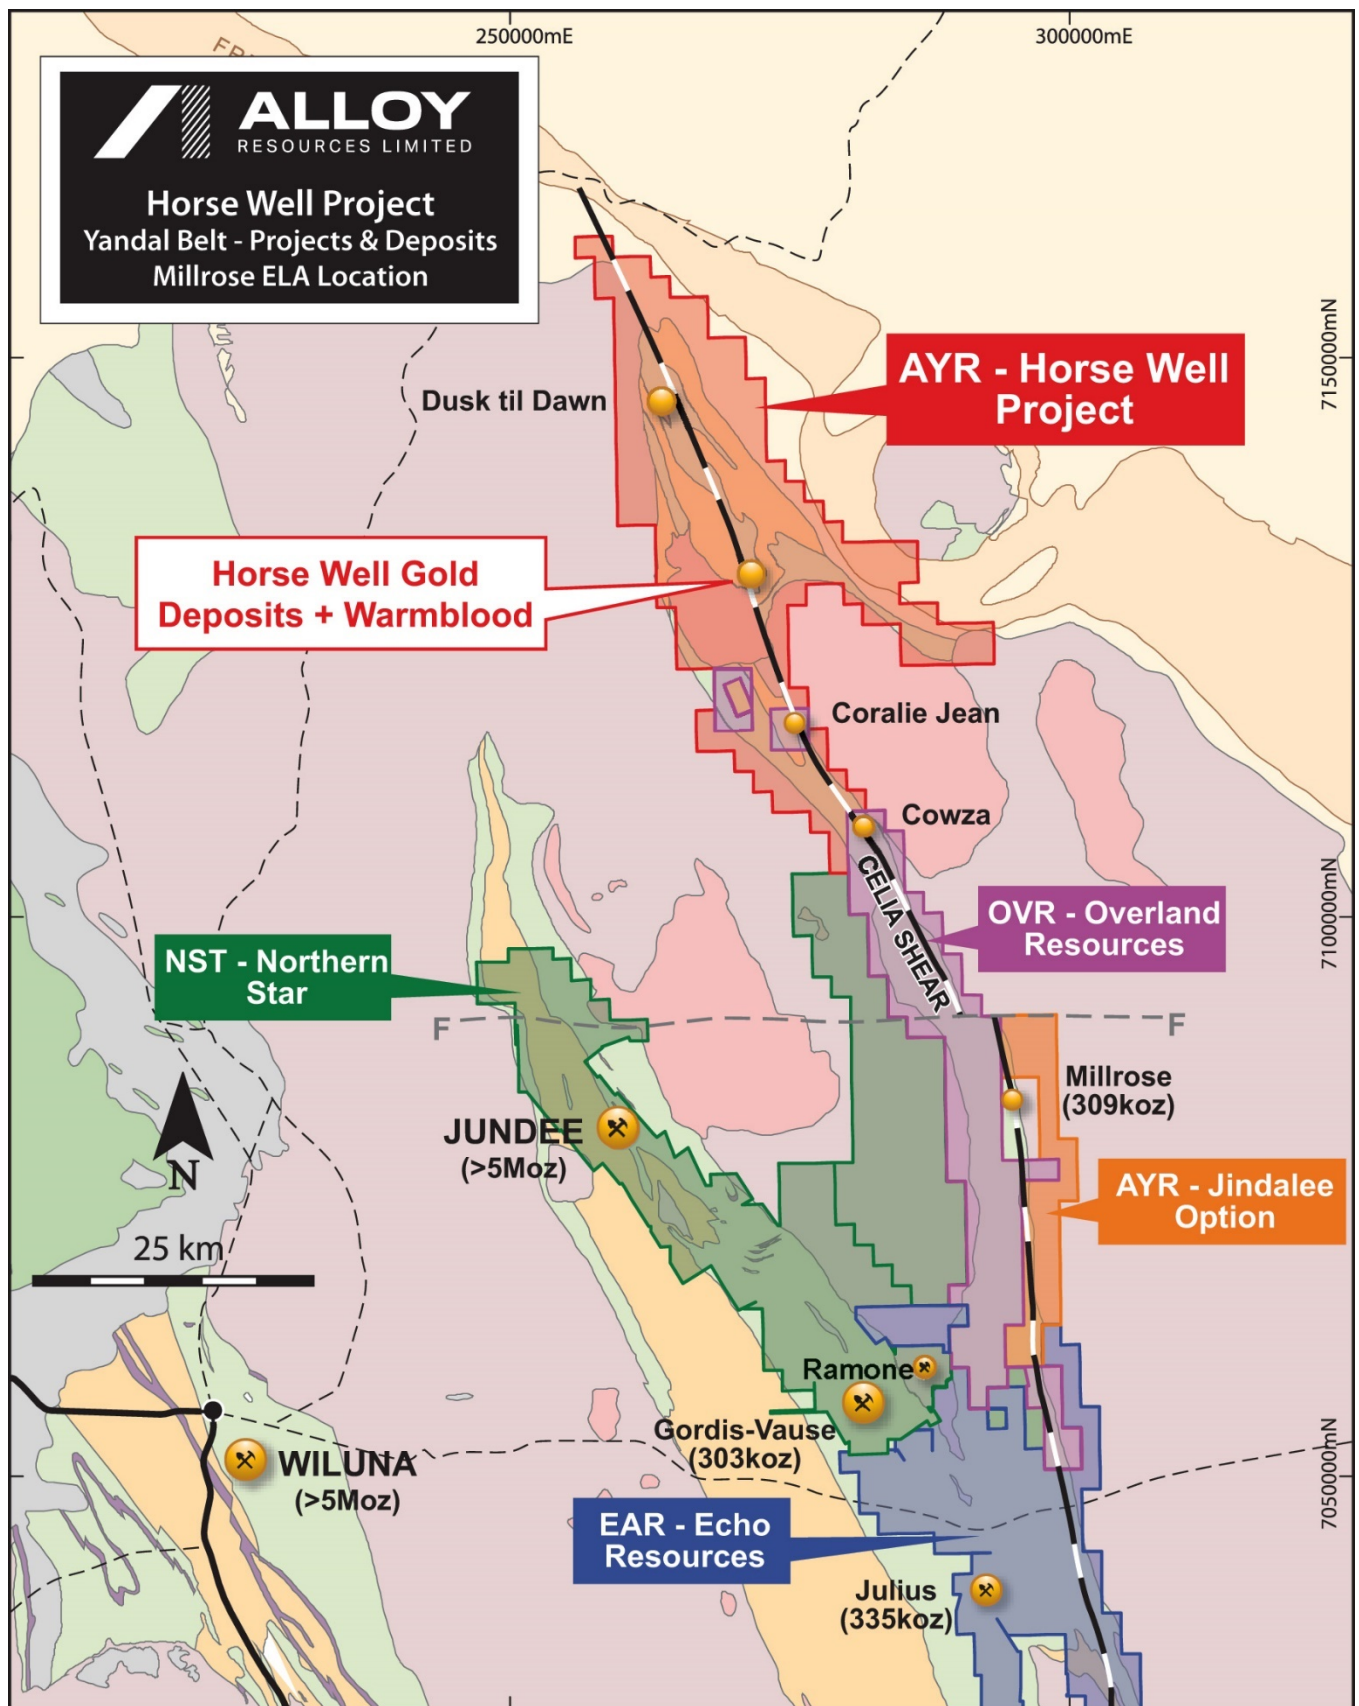 250000mE
300000mE
FR
ALLOY
RESOURCES LIMITED
Horse Well Project
Yandal Belt - Projects & Deposits
Millrose ELA Location
7150000mN
AYR - Horse Well
Project
Dusk til Dawn
Horse Well Gold
Deposits + Warmblood
Coralie Jean
Cowza
CELIA SHEAR
OVR - Overland
Resources
7100000mN
NST - Northern
Star
F
F
Millrose
(309koz)
JUNDEE
(>5Moz)
N
AYR - Jindalee
Option
25 km
Ramone
Gordis-Vause
(303koz)
WILUNA
(>5Moz)
7050000mN
EAR - Echo
Resources
Julius
(335koz)